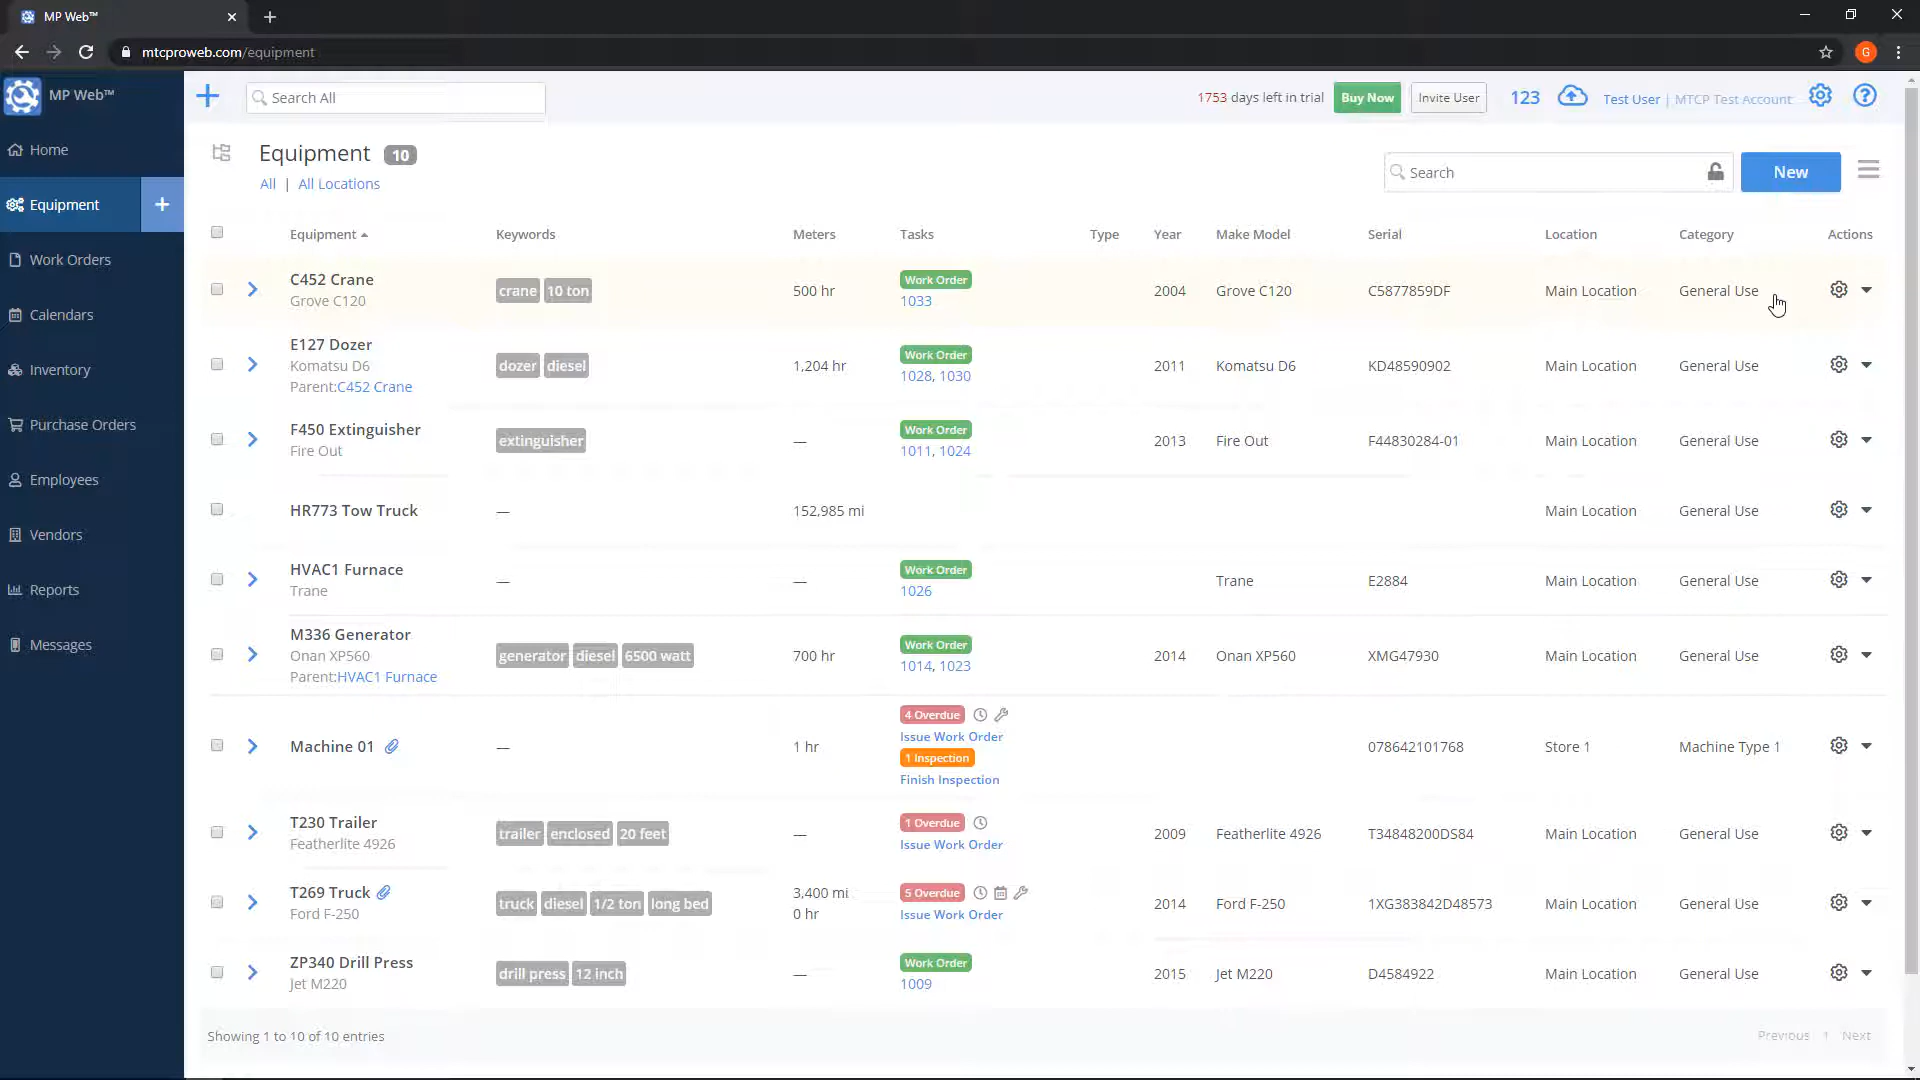 MP Web™
mtcproweb.com/equipment
G
MP Web™
Search All
1753 days left in trial
Buy Now
Invite User
123
Test User | MTCP Test Account
Home
Equipment
Work Orders
Calendars
Inventory
Purchase Orders
Employees
Vendors
Reports
Messages
Equipment 10
All | All Locations
Search
New
Equipment Keywords Meters Tasks Type Year Make Model Serial Location Category Actions
C452 Crane
Grove C120
crane 10 ton
500 hr
Work Order
1033
2004 Grove C120 C5877859DF Main Location General Use
E127 Dozer
Komatsu D6
Parent:C452 Crane
dozer diesel
1,204 hr
Work Order
1028, 1030
2011 Komatsu D6 KD48590902 Main Location General Use
F450 Extinguisher
Fire Out
extinguisher
—
Work Order
1011, 1024
2013 Fire Out F44830284-01 Main Location General Use
HR773 Tow Truck — 152,985 mi Main Location General Use
HVAC1 Furnace
Trane
—
—
Work Order
1026
Trane E2884 Main Location General Use
M336 Generator
Onan XP560
Parent:HVAC1 Furnace
generator diesel 6500 watt
700 hr
Work Order
1014, 1023
2014 Onan XP560 XMG47930 Main Location General Use
Machine 01
—
1 hr
4 Overdue
Issue Work Order
1 Inspection
Finish Inspection
078642101768 Store 1 Machine Type 1
T230 Trailer
Featherlite 4926
trailer enclosed 20 feet
—
1 Overdue
Issue Work Order
2009 Featherlite 4926 T34848200DS84 Main Location General Use
T269 Truck
Ford F-250
truck diesel 1/2 ton long bed
3,400 mi
0 hr
5 Overdue
Issue Work Order
2014 Ford F-250 1XG383842D48573 Main Location General Use
ZP340 Drill Press
Jet M220
drill press 12 inch
—
Work Order
1009
2015 Jet M220 D4584922 Main Location General Use
Showing 1 to 10 of 10 entries
Previous 1 Next